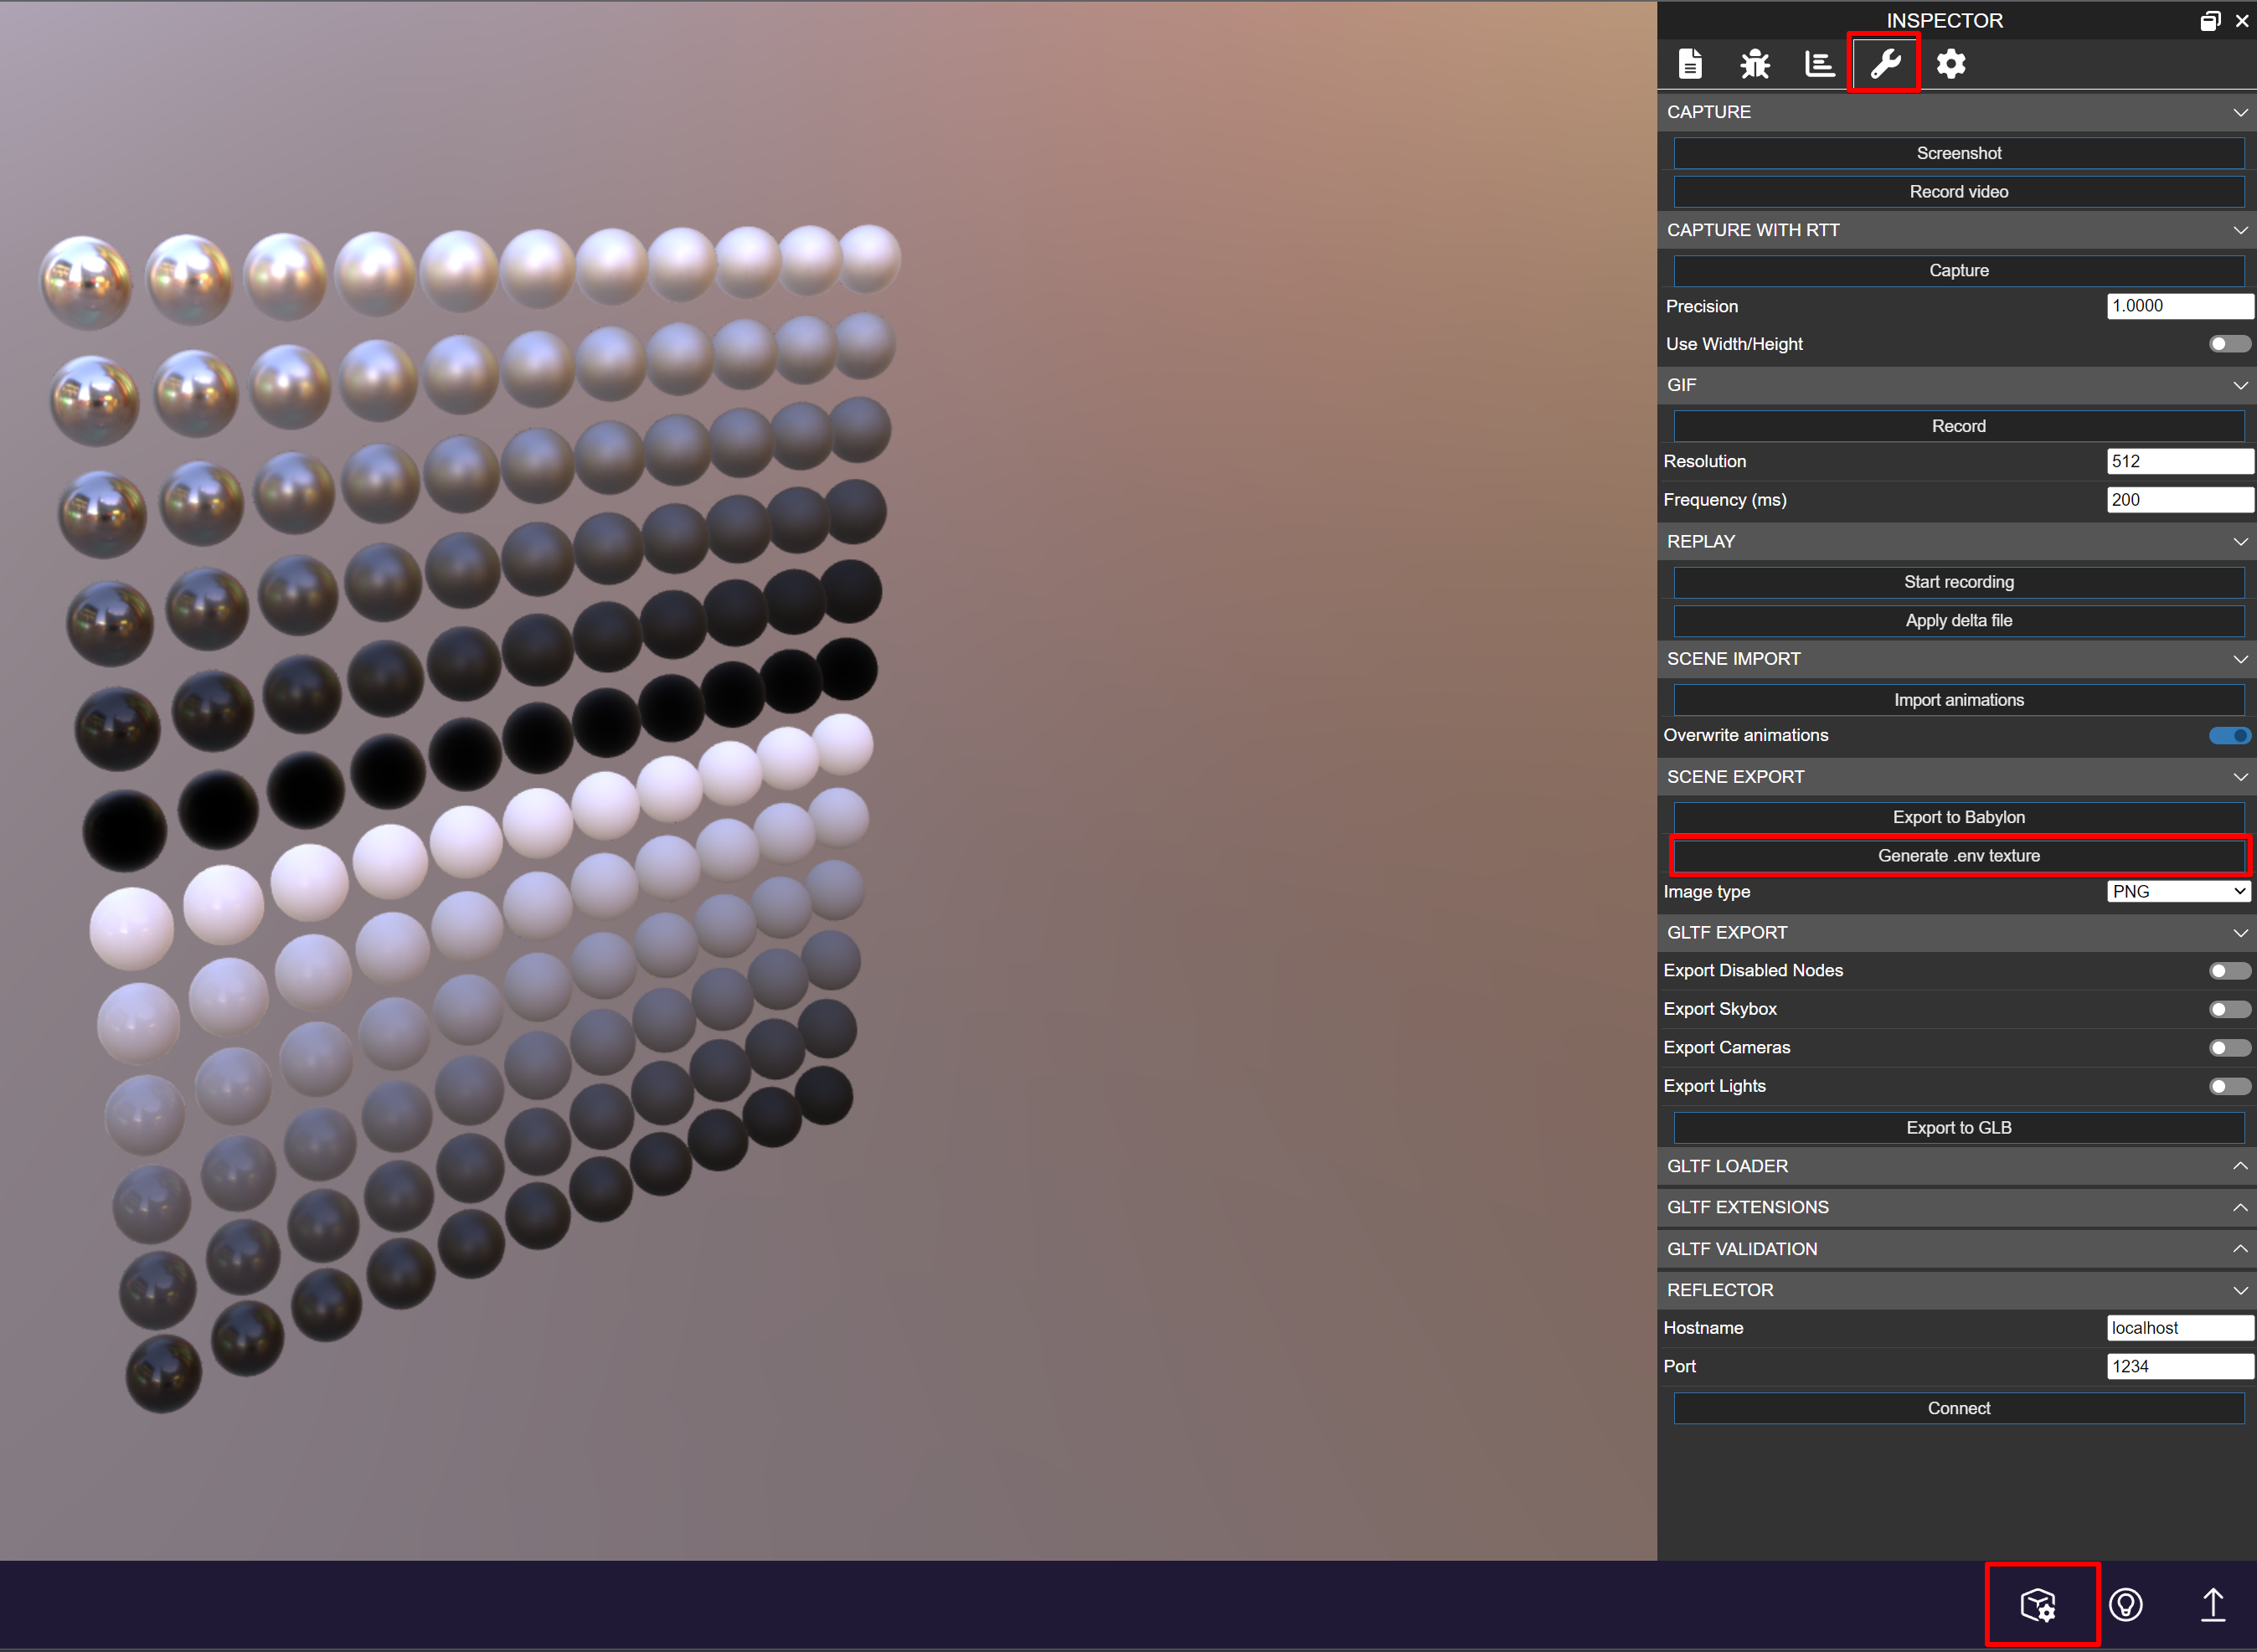 INSPECTOR
CAPTURE
Screenshot
Record video
CAPTURE WITH RTT
Capture
Precision 1.0000
Use Width/Height
GIF
Record
Resolution 512
Frequency (ms) 200
REPLAY
Start recording
Apply delta file
SCENE IMPORT
Import animations
Overwrite animations
SCENE EXPORT
Export to Babylon
Generate .env texture
Image type PNG
GLTF EXPORT
Export Disabled Nodes
Export Skybox
Export Cameras
Export Lights
Export to GLB
GLTF LOADER
GLTF EXTENSIONS
GLTF VALIDATION
REFLECTOR
Hostname localhost
Port 1234
Connect